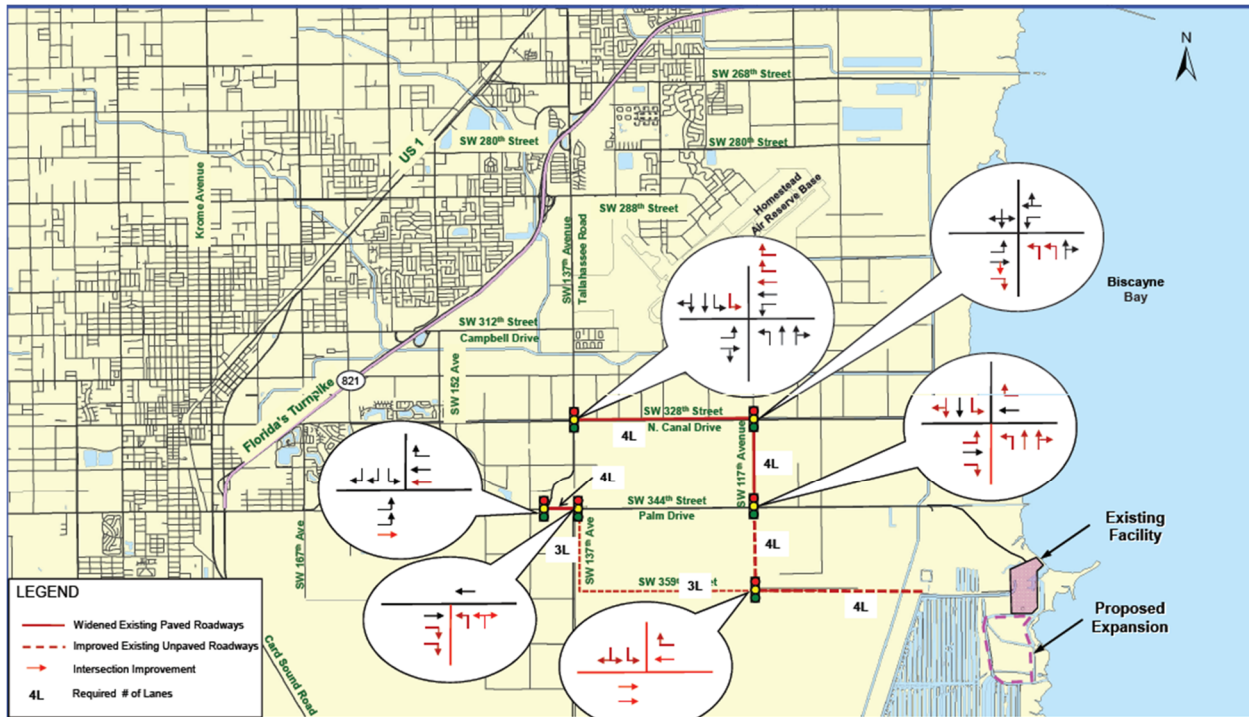 N
SW 268th Street
US 1
SW 280th Street
SW 280th Street
Krome Avenue
SW 288th Street
Homestead
Air Reserve Base
SW 137th Avenue
Tallahassee Road
Biscayne
Bay
SW 312th Street
Campbell Drive
SW 152 Ave
821
Florida's Turnpike
SW 328th Street
N. Canal Drive
4L
SW 117th Avenue
4L
4L
SW 344th Street
Palm Drive
SW 167th Ave
3L
SW 137th Ave
4L
SW 359th Street
3L
4L
Existing
Facility
Proposed
Expansion
Card Sound Road
LEGEND
Widened Existing Paved Roadways
Improved Existing Unpaved Roadways
Intersection Improvement
4L
Required # of Lanes